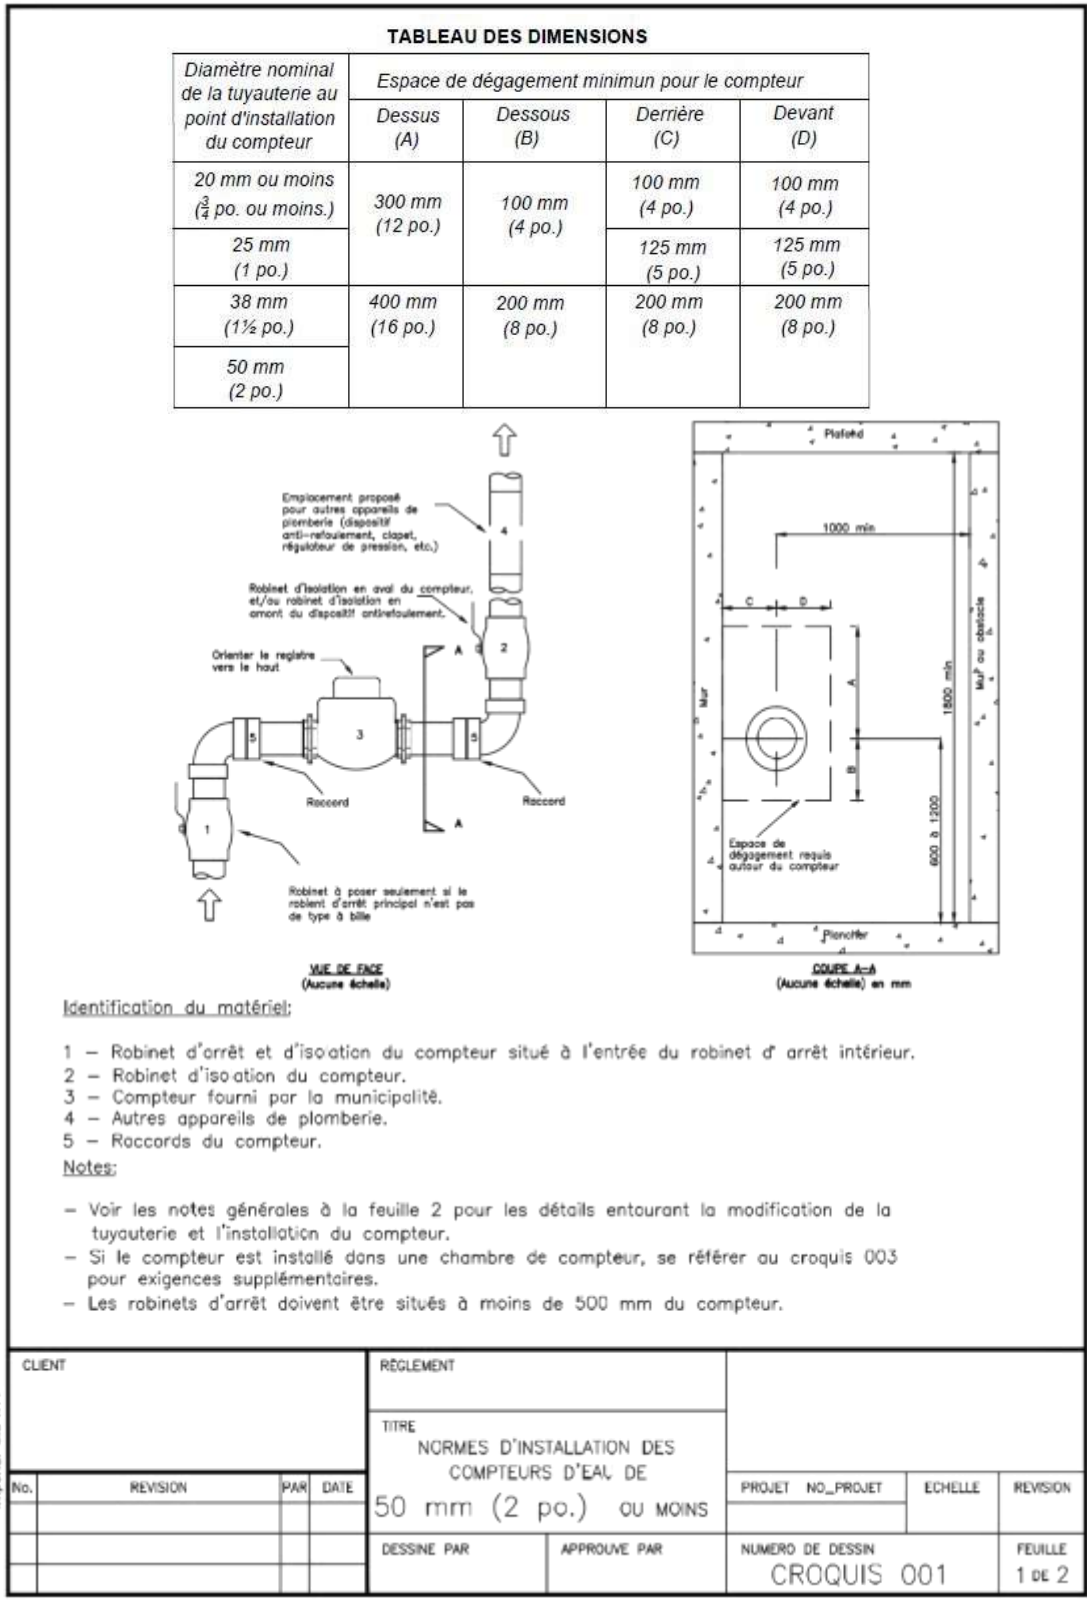 TABLEAU DES DIMENSIONS
Diamètre nominal
de la tuyauterie au
point d'installation
du compteur
Espace de dégagement minimun pour le compteur
Dessus
(A)
Dessous
(B)
Derrière
(C)
Devant
(D)
20 mm ou moins
(¾ po. ou moins.)
300 mm
(12 po.)
100 mm
(4 po.)
100 mm
(4 po.)
100 mm
(4 po.)
25 mm
(1 po.)
125 mm
(5 po.)
125 mm
(5 po.)
38 mm
(1½ po.)
400 mm
(16 po.)
200 mm
(8 po.)
200 mm
(8 po.)
200 mm
(8 po.)
50 mm
(2 po.)
Emplacement proposé
pour autres appareils de
plomberie (dispositif
anti-refoulement, clapet,
régulateur de pression, etc.)
4
Robinet d'isolation en aval du compteur,
et/ou robinet d'isolation en
amont du dispositif antirefoulement.
2
A
Orienter le registre
vers le haut
5
3
5
Raccord
Raccord
A
1
Robinet à poser seulement si le
robient d'arrêt principal n'est pas
de type à bille
VUE DE FACE
(Aucune échelle)
Plafond
1000 min
C
D
Mur ou obstacle
A
1800 min
Mur
B
600 à 1200
Espace de
dégagement requis
autour du compteur
Plancher
COUPE A-A
(Aucune échelle) en mm
Identification du matériel:
1 – Robinet d'arrêt et d'isolation du compteur situé à l'entrée du robinet d' arrêt intérieur.
2 – Robinet d'isolation du compteur.
3 – Compteur fourni par la municipalité.
4 – Autres appareils de plomberie.
5 – Raccords du compteur.
Notes:
– Voir les notes générales à la feuille 2 pour les détails entourant la modification de la
tuyauterie et l'installation du compteur.
– Si le compteur est installé dans une chambre de compteur, se référer au croquis 003
pour exigences supplémentaires.
– Les robinets d'arrêt doivent être situés à moins de 500 mm du compteur.
CLIENT
RÈGLEMENT
TITRE
NORMES D'INSTALLATION DES
COMPTEURS D'EAU DE
50 mm (2 po.) OU MOINS
No.
REVISION
PAR
DATE
PROJET NO_PROJET
ECHELLE
REVISION
DESSINE PAR
APPROUVE PAR
NUMERO DE DESSIN
CROQUIS 001
FEUILLE
1 DE 2